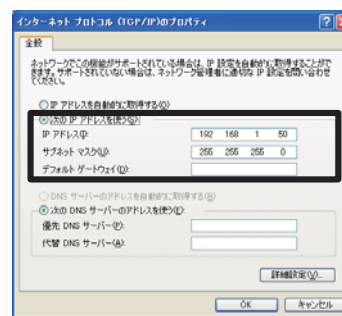 インターネット プロトコル (TCP/IP)のプロパティ
全般
ネットワークでこの機能がサポートされている場合は、IP 設定を自動的に取得することがで
きます。サポートされていない場合は、ネットワーク管理者に適切な IP 設定を問い合わせ
てください。
IP アドレスを自動的に取得する(O)
次の IP アドレスを使う(S):
IP アドレス(I): 192 168 1 50
サブネット マスク(U): 255 255 255 0
デフォルト ゲートウェイ(D):
DNS サーバーのアドレスを自動的に取得する(B)
次の DNS サーバーのアドレスを使う(E):
優先 DNS サーバー(P):
代替 DNS サーバー(A):
詳細設定(V)...
OK キャンセル